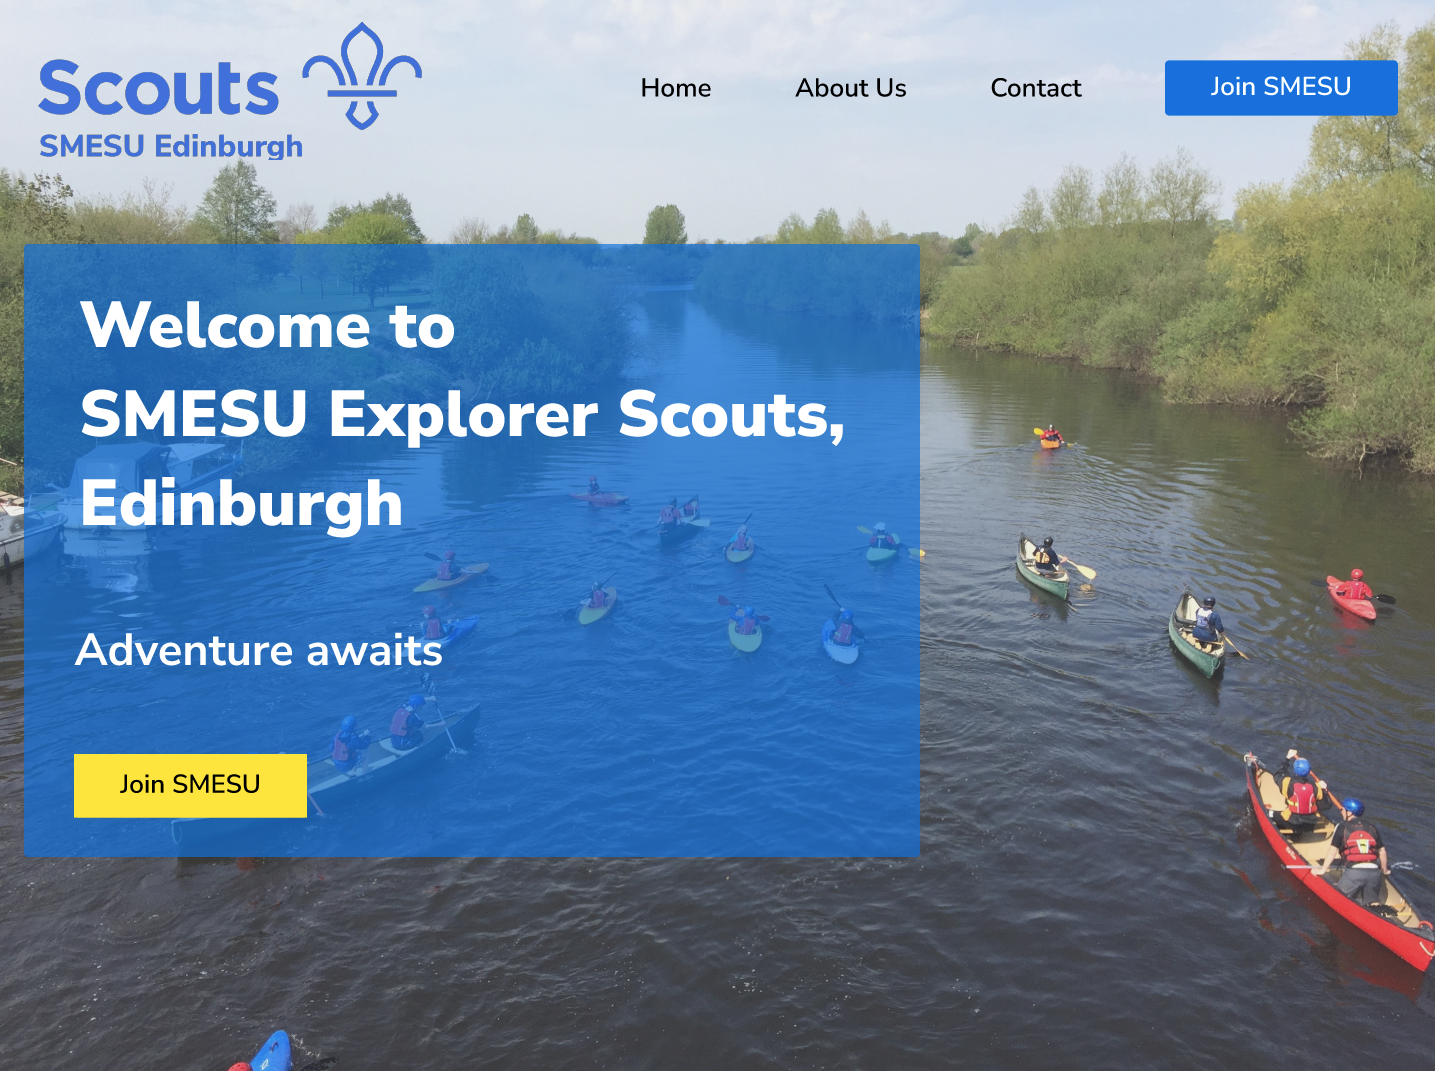 Scouts
SMESU Edinburgh
Home
About Us
Contact
Join SMESU
Welcome to
SMESU Explorer Scouts,
Edinburgh
Adventure awaits
Join SMESU